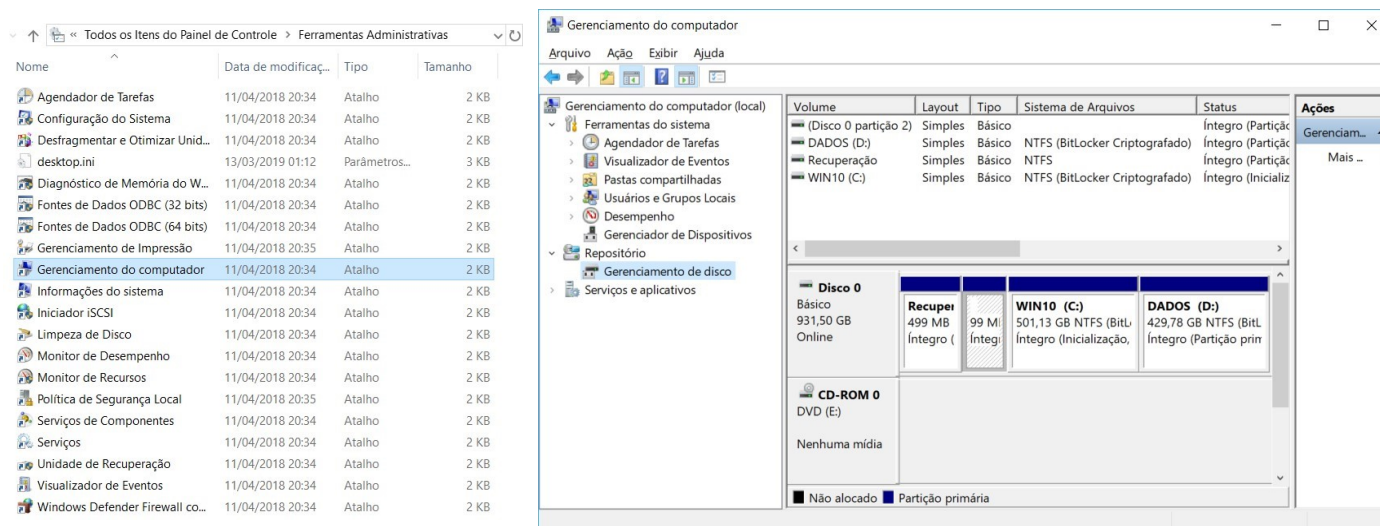 « Todos os Itens do Painel de Controle > Ferramentas Administrativas
Nome Data de modificaç... Tipo Tamanho
Agendador de Tarefas 11/04/2018 20:34 Atalho 2 KB
Configuração do Sistema 11/04/2018 20:34 Atalho 2 KB
Desfragmentar e Otimizar Unid... 11/04/2018 20:34 Atalho 2 KB
desktop.ini 13/03/2019 01:12 Parâmetros... 3 KB
Diagnóstico de Memória do W... 11/04/2018 20:34 Atalho 2 KB
Fontes de Dados ODBC (32 bits) 11/04/2018 20:34 Atalho 2 KB
Fontes de Dados ODBC (64 bits) 11/04/2018 20:34 Atalho 2 KB
Gerenciamento de Impressão 11/04/2018 20:35 Atalho 2 KB
Gerenciamento do computador 11/04/2018 20:34 Atalho 2 KB
Informações do sistema 11/04/2018 20:34 Atalho 2 KB
Iniciador iSCSI 11/04/2018 20:34 Atalho 2 KB
Limpeza de Disco 11/04/2018 20:34 Atalho 2 KB
Monitor de Desempenho 11/04/2018 20:34 Atalho 2 KB
Monitor de Recursos 11/04/2018 20:34 Atalho 2 KB
Política de Segurança Local 11/04/2018 20:35 Atalho 2 KB
Serviços de Componentes 11/04/2018 20:34 Atalho 2 KB
Serviços 11/04/2018 20:34 Atalho 2 KB
Unidade de Recuperação 11/04/2018 20:34 Atalho 2 KB
Visualizador de Eventos 11/04/2018 20:34 Atalho 2 KB
Windows Defender Firewall co... 11/04/2018 20:34 Atalho 2 KB
Gerenciamento do computador
Arquivo Ação Exibir Ajuda
Gerenciamento do computador (local)
Ferramentas do sistema
Agendador de Tarefas
Visualizador de Eventos
Pastas compartilhadas
Usuários e Grupos Locais
Desempenho
Gerenciador de Dispositivos
Repositório
Gerenciamento de disco
Serviços e aplicativos
Volume Layout Tipo Sistema de Arquivos Status
(Disco 0 partição 2) Simples Básico Íntegro (Partiçã
DADOS (D:) Simples Básico NTFS (BitLocker Criptografado) Íntegro (Partiçã
Recuperação Simples Básico NTFS Íntegro (Partiçã
WIN10 (C:) Simples Básico NTFS (BitLocker Criptografado) Íntegro (Inicializ
Disco 0
Básico
931,50 GB
Online
Recuper
499 MB
Íntegro (
99 M
Íntegr
WIN10 (C:)
501,13 GB NTFS (BitL
Íntegro (Inicialização,
DADOS (D:)
429,78 GB NTFS (BitL
Íntegro (Partição prim
CD-ROM 0
DVD (E:)
Nenhuma mídia
Não alocado Partição primária
Ações
Gerenciam...
Mais ...